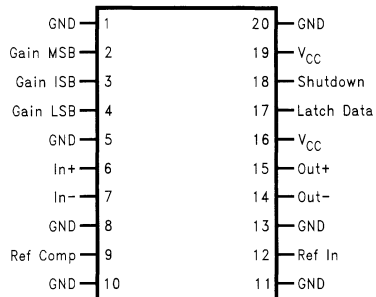 GND 1 20 GND
Gain MSB 2 19 VCC
Gain ISB 3 18 Shutdown
Gain LSB 4 17 Latch Data
GND 5 16 VCC
In+ 6 15 Out+
In- 7 14 Out-
GND 8 13 GND
Ref Comp 9 12 Ref In
GND 10 11 GND